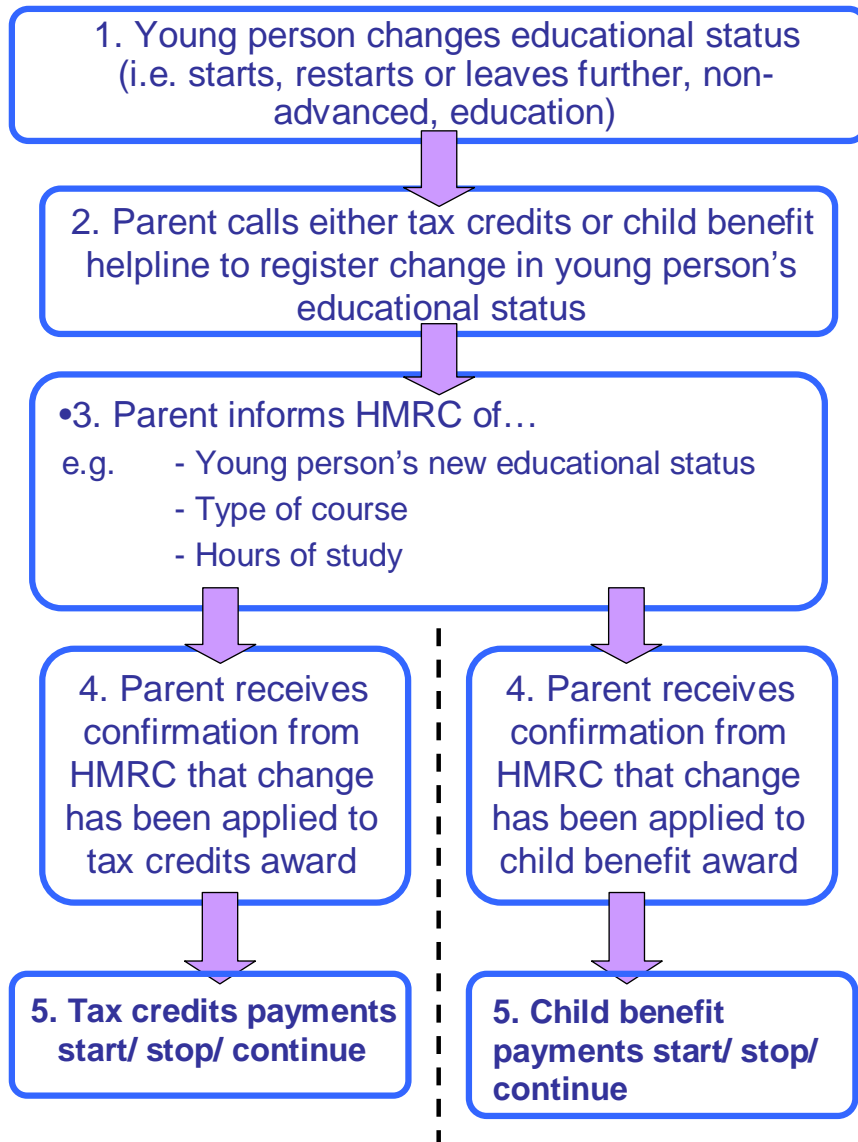 1. Young person changes educational status
(i.e. starts, restarts or leaves further, non-
advanced, education)
2. Parent calls either tax credits or child benefit
helpline to register change in young person’s
educational status
•3. Parent informs HMRC of…
e.g. - Young person’s new educational status
- Type of course
- Hours of study
4. Parent receives
confirmation from
HMRC that change
has been applied to
tax credits award
4. Parent receives
confirmation from
HMRC that change
has been applied to
child benefit award
5. Tax credits payments
start/ stop/ continue
5. Child benefit
payments start/ stop/
continue